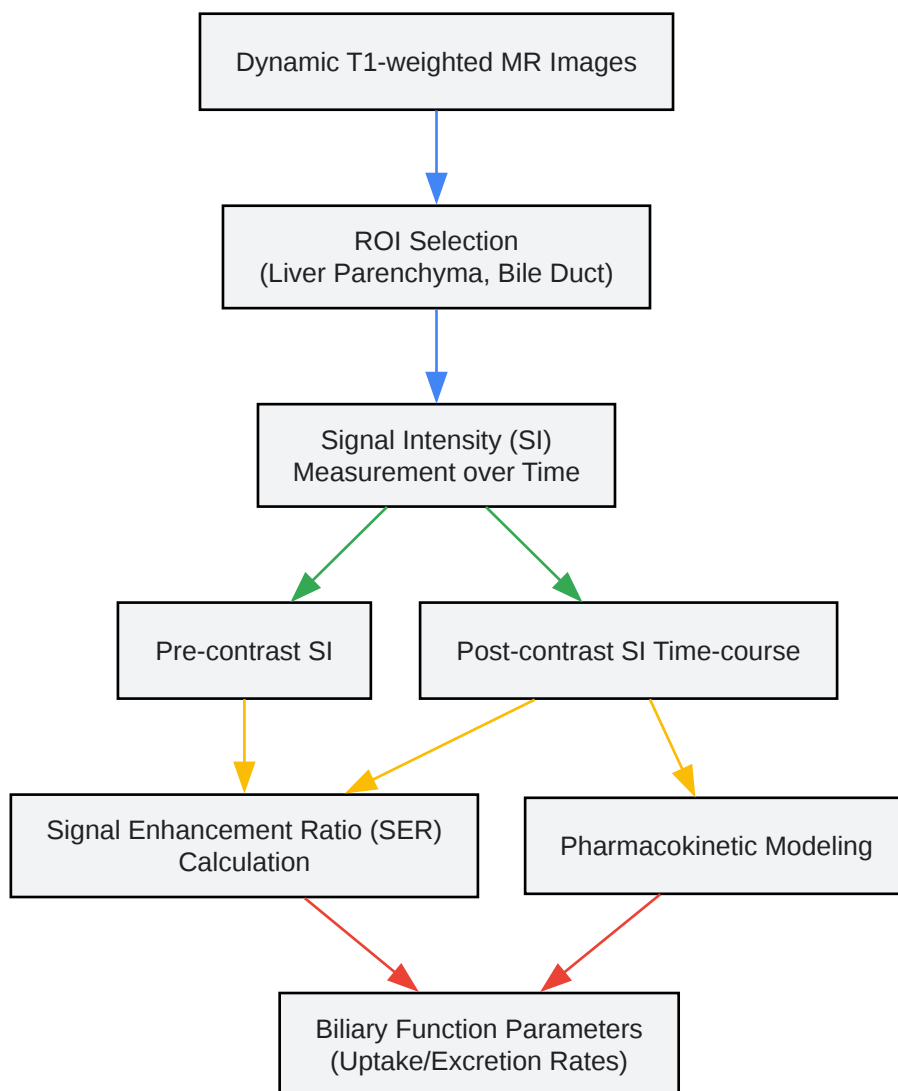 Dynamic T1-weighted MR Images
ROI Selection
(Liver Parenchyma, Bile Duct)
Signal Intensity (SI)
Measurement over Time
Pre-contrast SI
Post-contrast SI Time-course
Signal Enhancement Ratio (SER)
Calculation
Pharmacokinetic Modeling
Biliary Function Parameters
(Uptake/Excretion Rates)